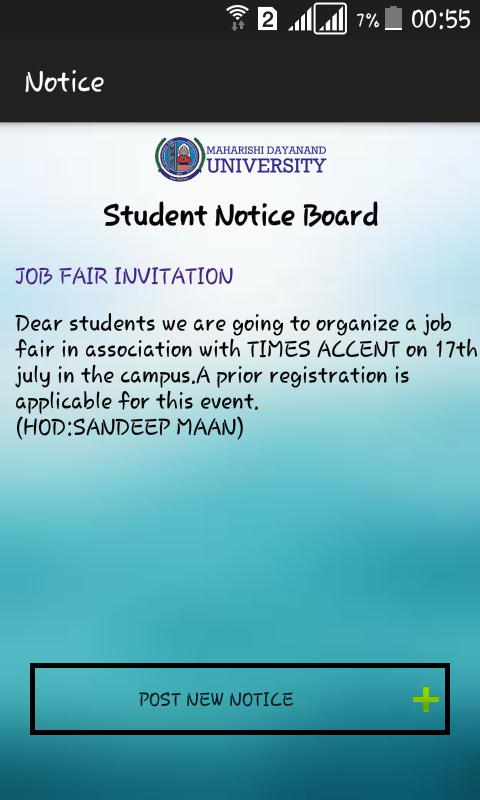 2 7% 00:55
Notice
MAHARISHI DAYANAND
UNIVERSITY
Student Notice Board
JOB FAIR INVITATION
Dear students we are going to organize a job
fair in association with TIMES ACCENT on 17th
july in the campus.A prior registration is
applicable for this event.
(HOD:SANDEEP MAAN)
POST NEW NOTICE